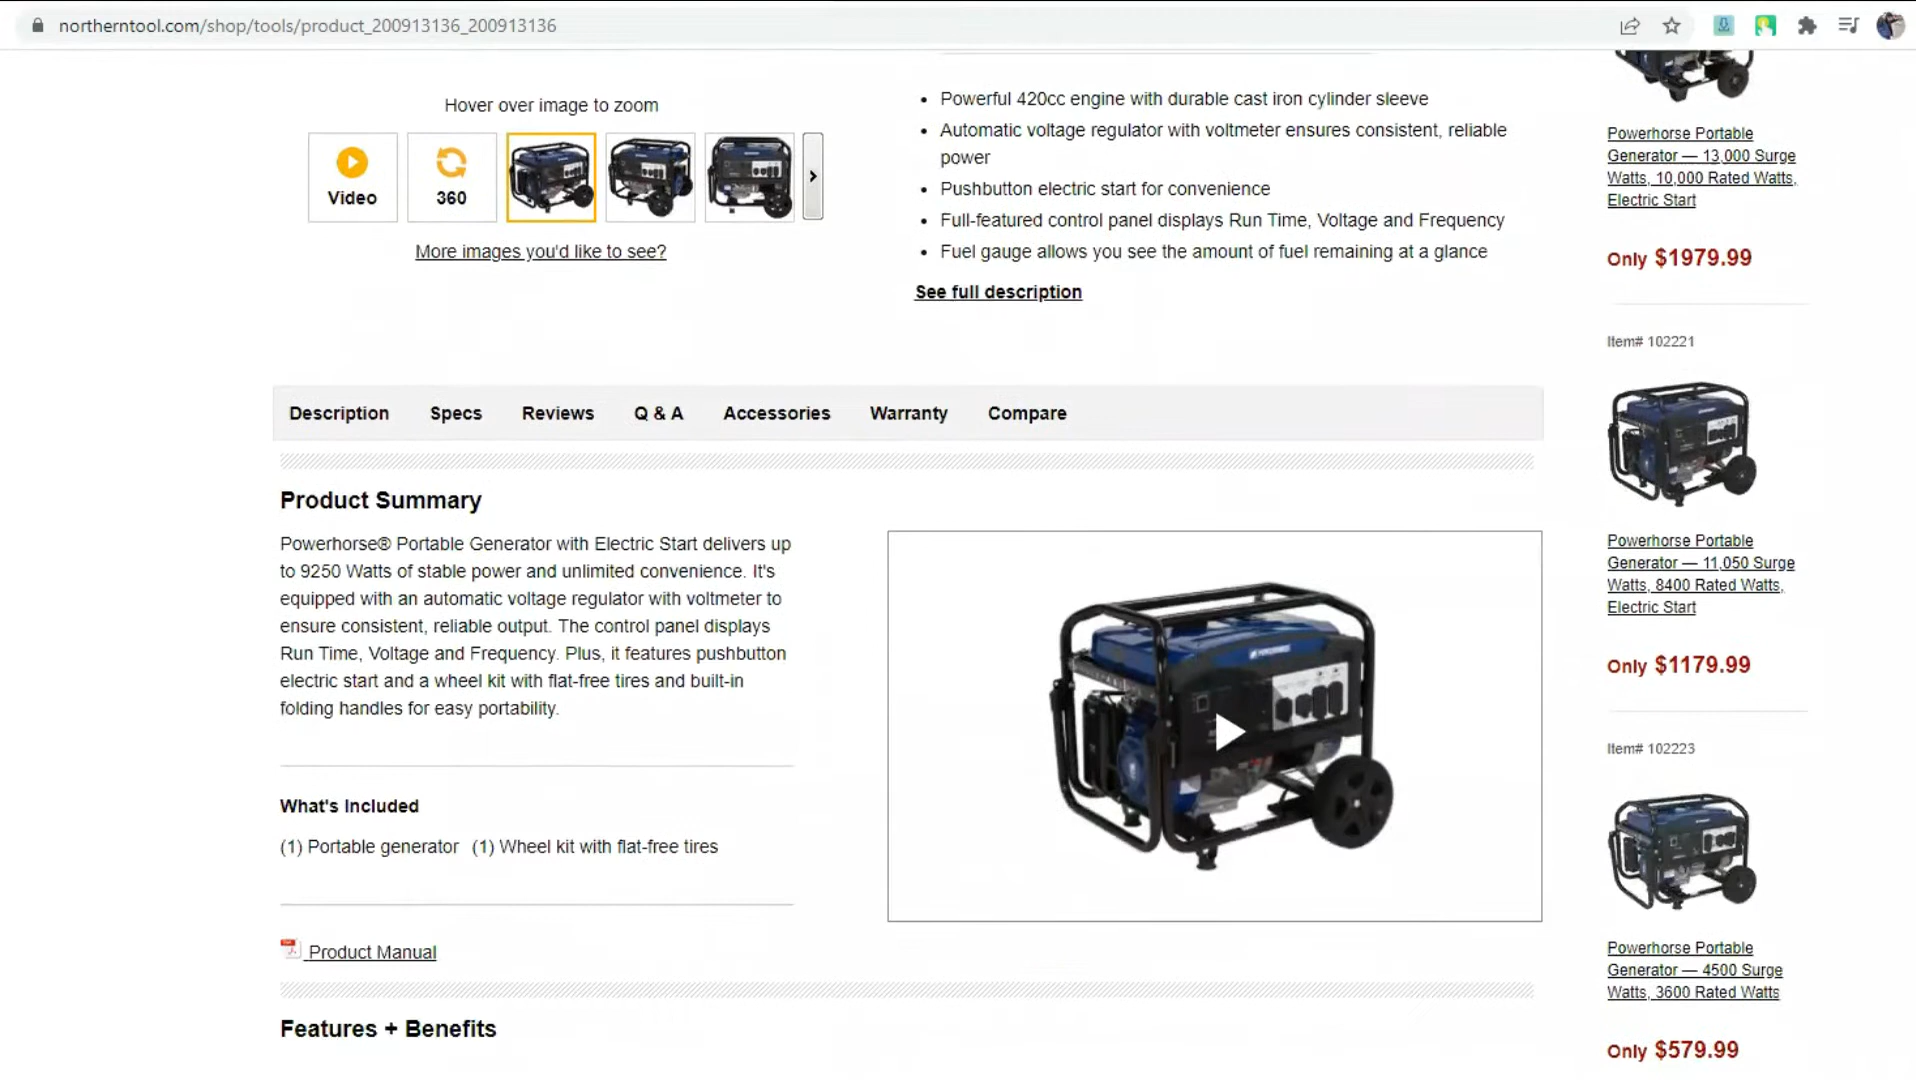 northerntool.com/shop/tools/product_200913136_200913136
Hover over image to zoom
Video
360
More images you'd like to see?
• Powerful 420cc engine with durable cast iron cylinder sleeve
• Automatic voltage regulator with voltmeter ensures consistent, reliable
power
• Pushbutton electric start for convenience
• Full-featured control panel displays Run Time, Voltage and Frequency
• Fuel gauge allows you see the amount of fuel remaining at a glance
See full description
Description Specs Reviews Q & A Accessories Warranty Compare
Product Summary
Powerhorse® Portable Generator with Electric Start delivers up
to 9250 Watts of stable power and unlimited convenience. It's
equipped with an automatic voltage regulator with voltmeter to
ensure consistent, reliable output. The control panel displays
Run Time, Voltage and Frequency. Plus, it features pushbutton
electric start and a wheel kit with flat-free tires and built-in
folding handles for easy portability.
What's Included
(1) Portable generator (1) Wheel kit with flat-free tires
Product Manual
Features + Benefits
Powerhorse Portable
Generator — 13,000 Surge
Watts, 10,000 Rated Watts,
Electric Start
Only $1979.99
Item# 102221
Powerhorse Portable
Generator — 11,050 Surge
Watts, 8400 Rated Watts,
Electric Start
Only $1179.99
Item# 102223
Powerhorse Portable
Generator — 4500 Surge
Watts, 3600 Rated Watts
Only $579.99